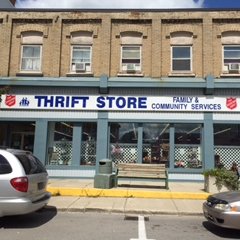 THRIFT STORE
FAMILY &
COMMUNITY SERVICES